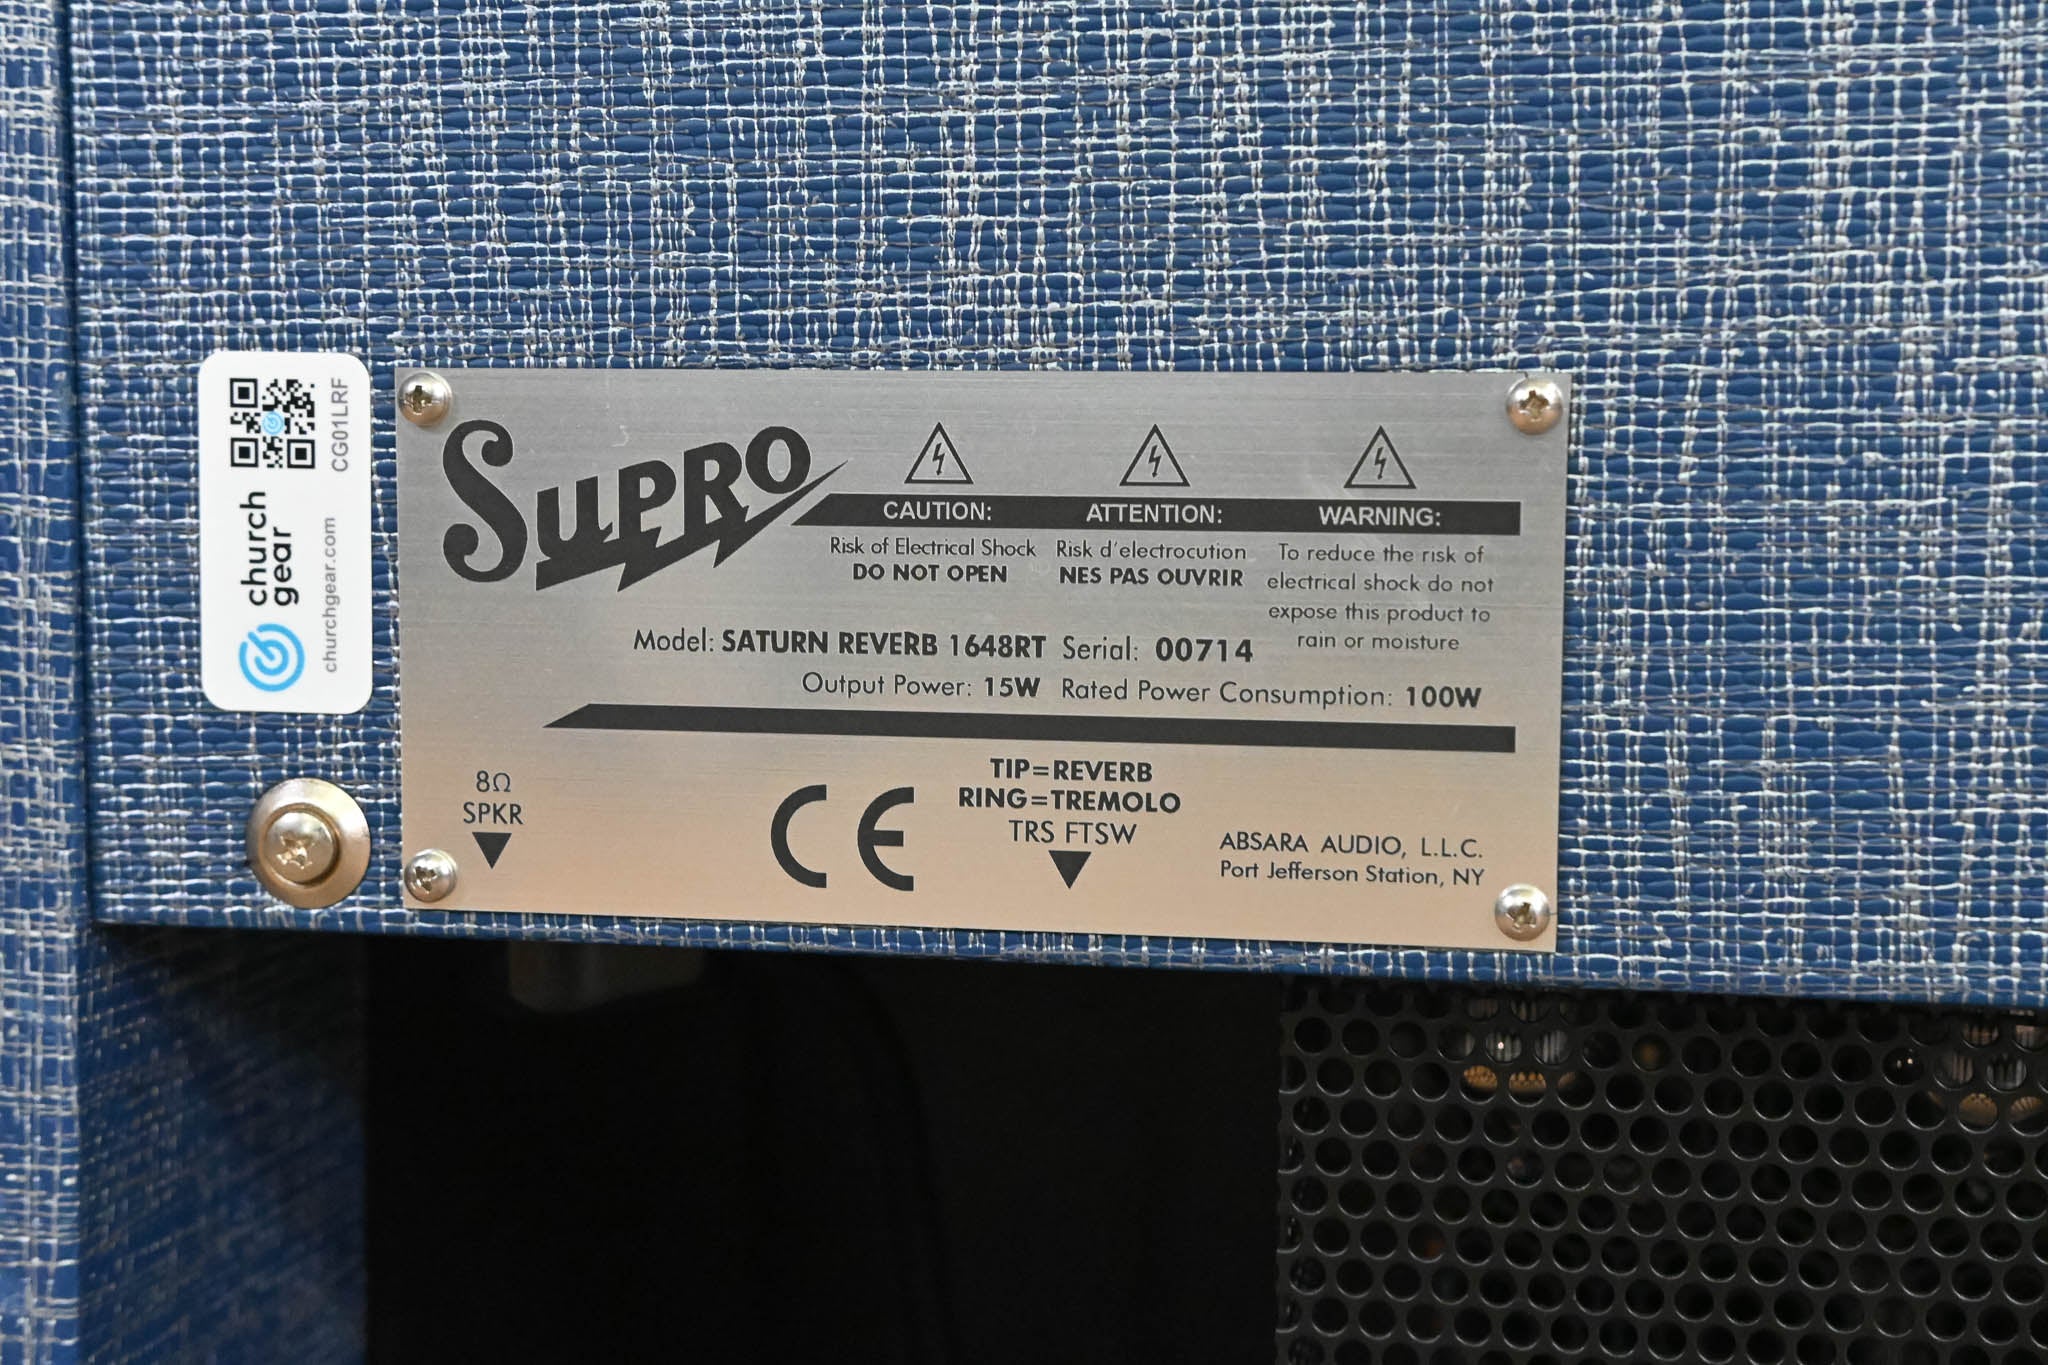 CG01LRF
church
gear
churchgear.com
SUPRO
CAUTION:
Risk of Electrical Shock
DO NOT OPEN
ATTENTION:
Risk d'electrocution
NES PAS OUVRIR
WARNING:
To reduce the risk of
electrical shock do not
expose this product to
rain or moisture
Model: SATURN REVERB 1648RT Serial: 00714
Output Power: 15W Rated Power Consumption: 100W
8Ω
SPKR
CE
TIP=REVERB
RING=TREMOLO
TRS FTSW
ABSARA AUDIO, L.L.C.
Port Jefferson Station, NY